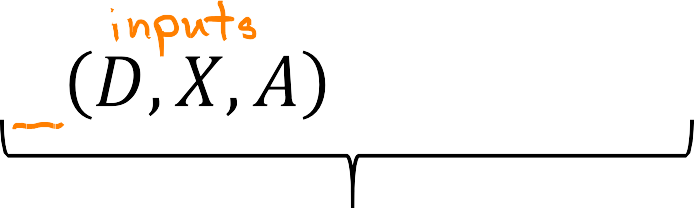 inputs
_(D, X, A)